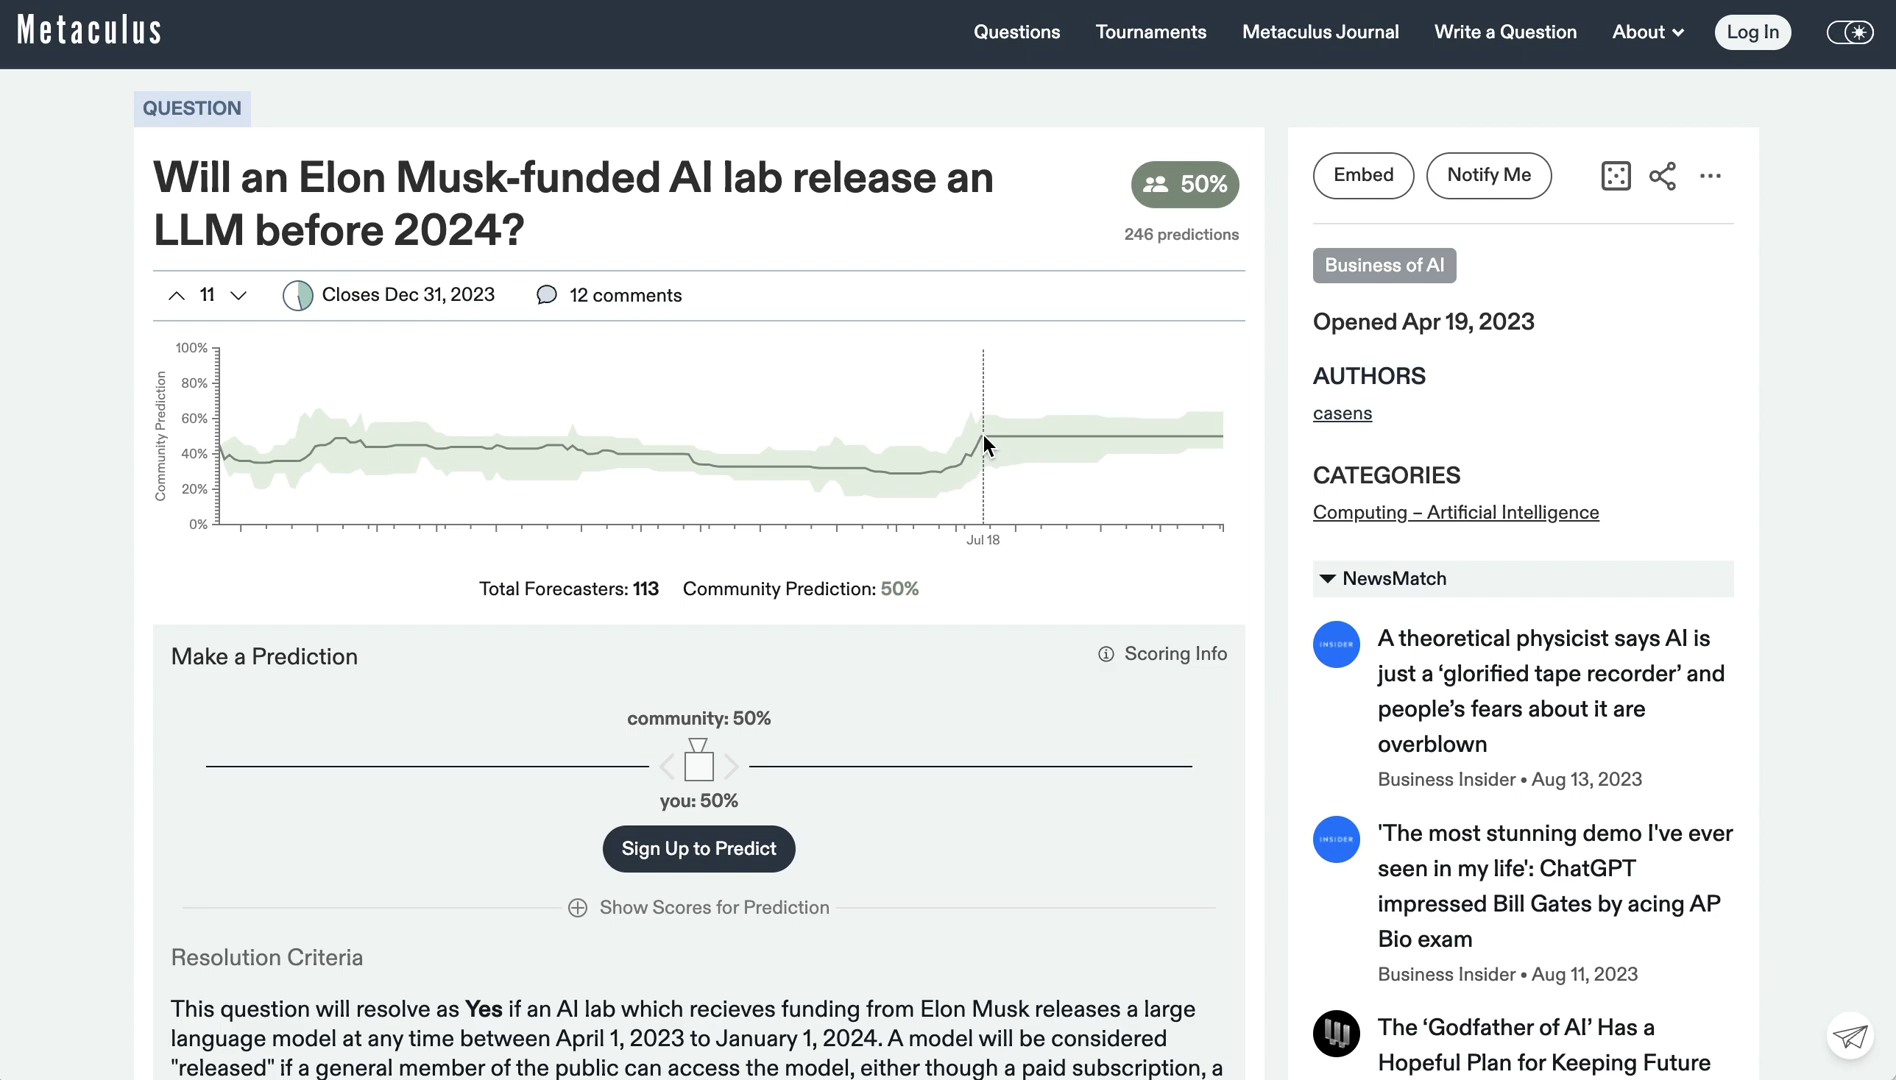 Metaculus
Questions
Tournaments
Metaculus Journal
Write a Question
About
Log In
QUESTION
Will an Elon Musk-funded AI lab release an
LLM before 2024?
50%
246 predictions
11
Closes Dec 31, 2023
12 comments
Community Prediction
100%
80%
60%
40%
20%
0%
Jul 18
Total Forecasters: 113
Community Prediction: 50%
Make a Prediction
Scoring Info
community: 50%
you: 50%
Sign Up to Predict
Show Scores for Prediction
Resolution Criteria
This question will resolve as Yes if an AI lab which recieves funding from Elon Musk releases a large
language model at any time between April 1, 2023 to January 1, 2024. A model will be considered
"released" if a general member of the public can access the model, either though a paid subscription, a
Embed
Notify Me
Business of AI
Opened Apr 19, 2023
AUTHORS
casens
CATEGORIES
Computing – Artificial Intelligence
NewsMatch
INSIDER
A theoretical physicist says AI is
just a ‘glorified tape recorder’ and
people’s fears about it are
overblown
Business Insider • Aug 13, 2023
INSIDER
'The most stunning demo I've ever
seen in my life': ChatGPT
impressed Bill Gates by acing AP
Bio exam
Business Insider • Aug 11, 2023
The ‘Godfather of AI’ Has a
Hopeful Plan for Keeping Future